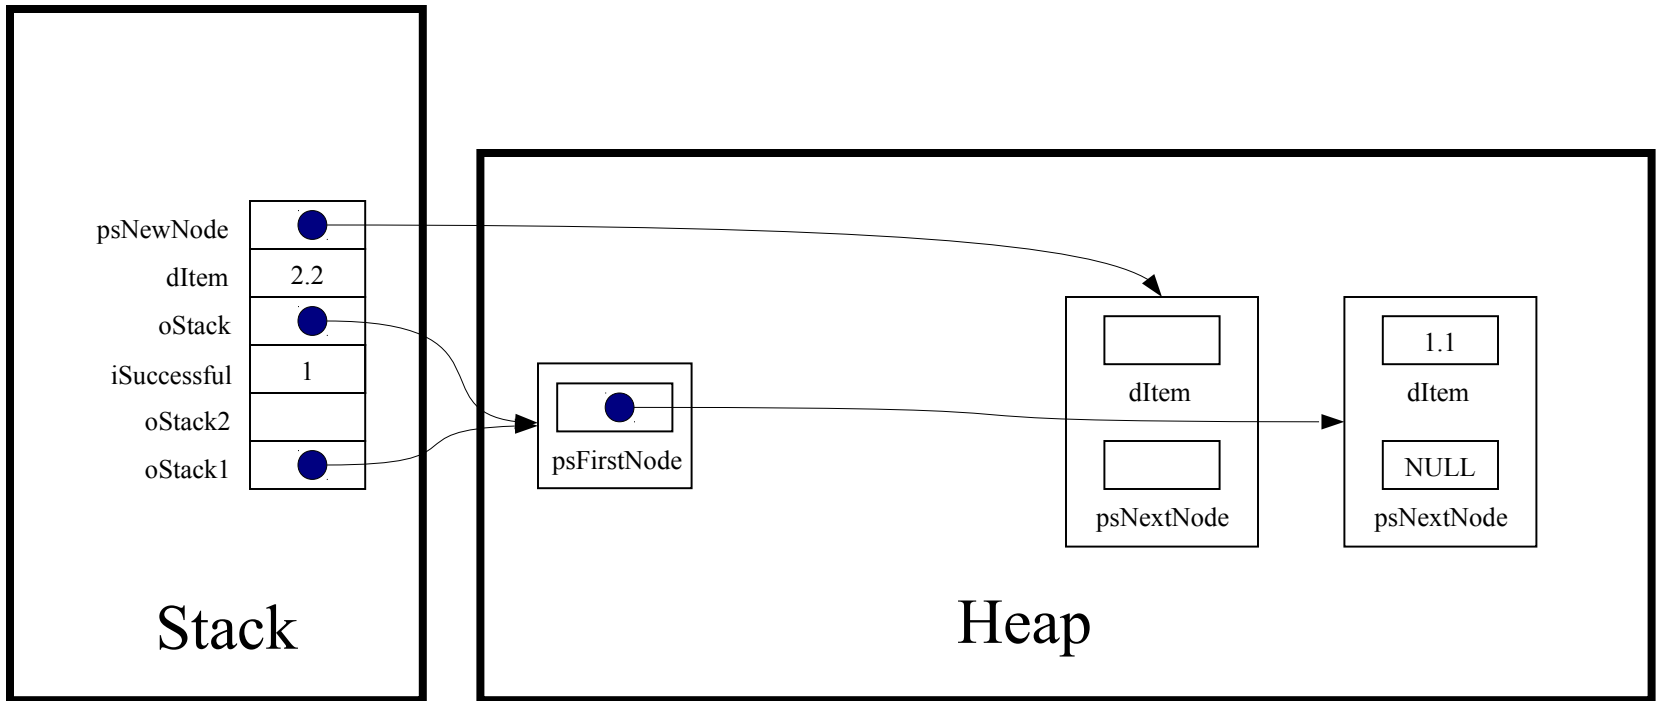 psNewNode
dItem 2.2
oStack
iSuccessful 1
oStack2
oStack1
Stack
psFirstNode
dItem
psNextNode
1.1
dItem
NULL
psNextNode
Heap